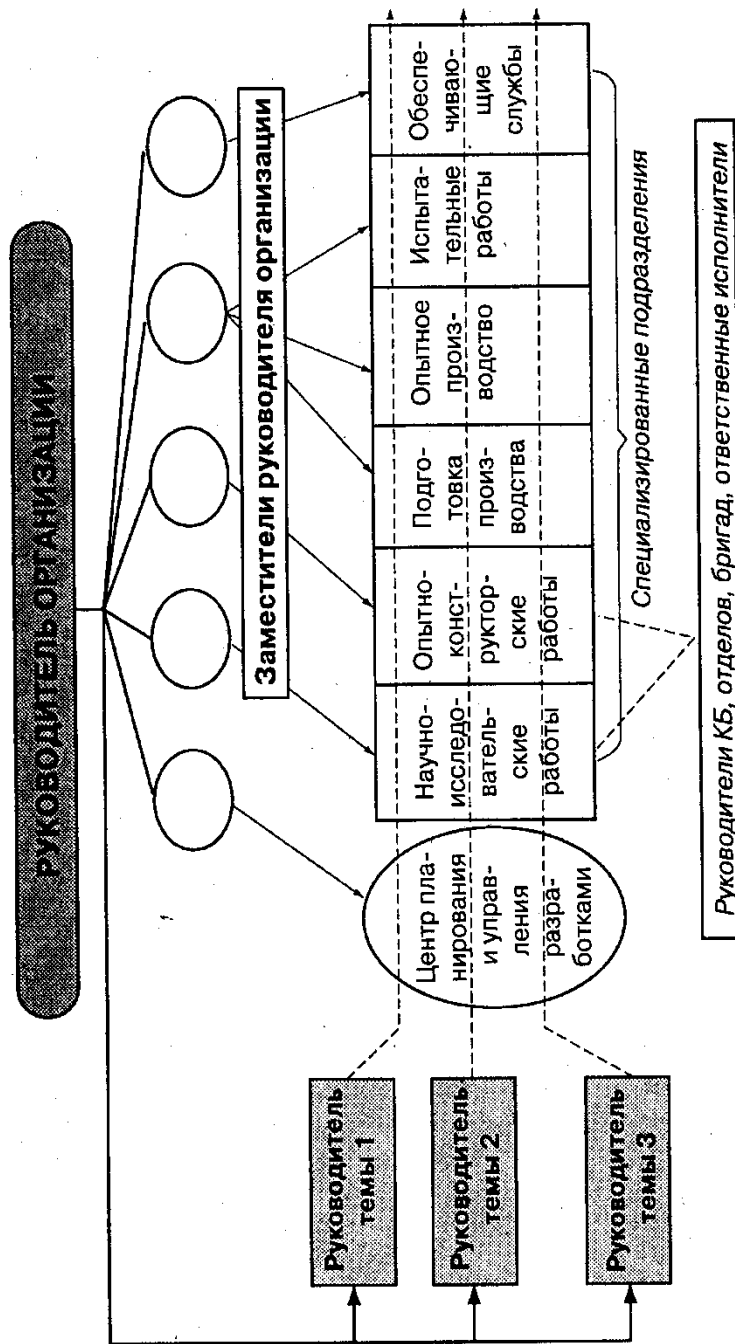 РУКОВОДИТЕЛЬ ОРГАНИЗАЦИИ
Заместители руководителя организации
Руководитель
темы 1
Руководитель
темы 2
Руководитель
темы 3
Центр пла-
нирования
и управ-
ления
разра-
ботками
Научно-
исследо-
ватель-
ские
работы
Опытно-
конст-
руктор-
ские
работы
Подго-
товка
произ-
водства
Опытное
произ-
водство
Испыта-
тельные
работы
Обеспе-
чиваю-
щие
службы
Специализированные подразделения
Руководители КБ, отделов, бригад, ответственные исполнители